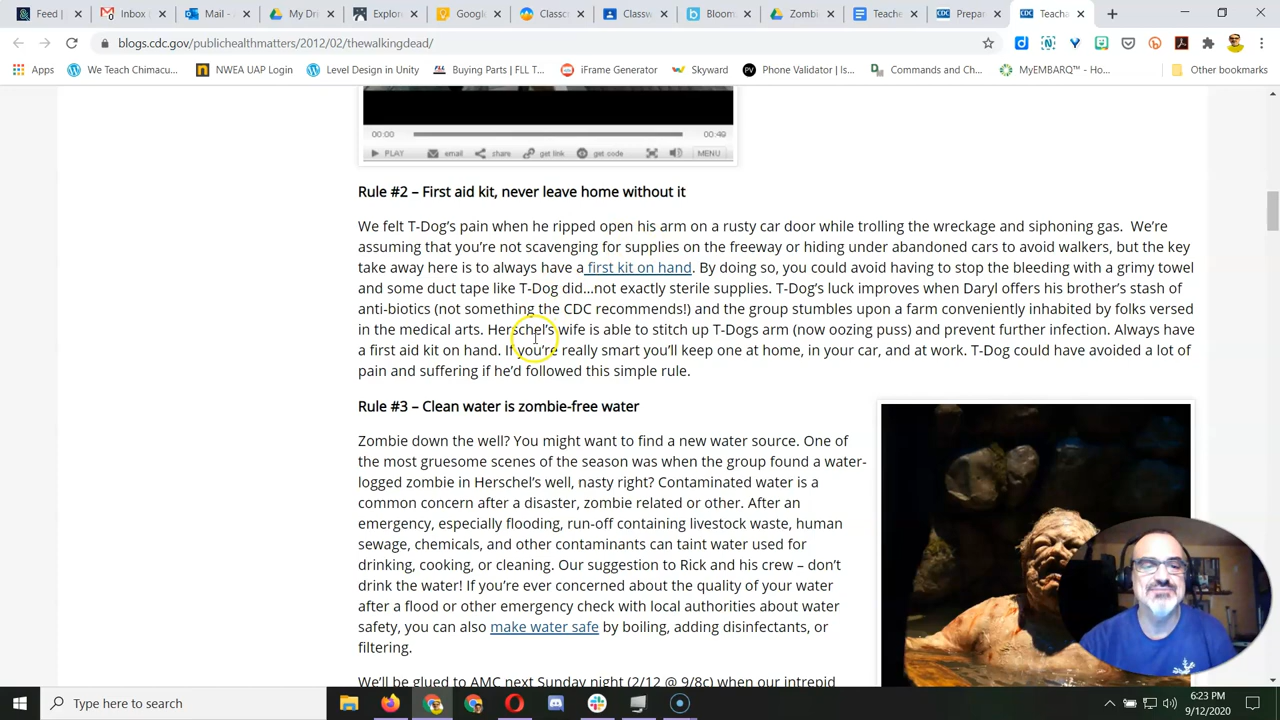 Feed |
Inbox (
Mail -
My Dri
Explor
Google
Classcr
Classw
Bloom
Zombi
Teache
Prepar
Teacha
blogs.cdc.gov/publichealthmatters/2012/02/thewalkingdead/
Apps
We Teach Chimacu...
NWEA UAP Login
Level Design in Unity
Buying Parts | FLL T...
iFrame Generator
Skyward
Phone Validator | Is...
Commands and Ch...
MyEMBARQ™ - Ho...
Other bookmarks
00:00
00:49
PLAY
email
share
get link
get code
MENU
Rule #2 – First aid kit, never leave home without it
We felt T-Dog’s pain when he ripped open his arm on a rusty car door while trolling the wreckage and siphoning gas.  We’re
assuming that you’re not scavenging for supplies on the freeway or hiding under abandoned cars to avoid walkers, but the key
take away here is to always have a first kit on hand. By doing so, you could avoid having to stop the bleeding with a grimy towel
and some duct tape like T-Dog did…not exactly sterile supplies. T-Dog’s luck improves when Daryl offers his brother’s stash of
anti-biotics (not something the CDC recommends!) and the group stumbles upon a farm conveniently inhabited by folks versed
in the medical arts. Herschel’s wife is able to stitch up T-Dogs arm (now oozing puss) and prevent further infection. Always have
a first aid kit on hand. If you’re really smart you’ll keep one at home, in your car, and at work. T-Dog could have avoided a lot of
pain and suffering if he’d followed this simple rule.
Rule #3 – Clean water is zombie-free water
Zombie down the well? You might want to find a new water source. One of
the most gruesome scenes of the season was when the group found a water-
logged zombie in Herschel’s well, nasty right? Contaminated water is a
common concern after a disaster, zombie related or other. After an
emergency, especially flooding, run-off containing livestock waste, human
sewage, chemicals, and other contaminants can taint water used for
drinking, cooking, or cleaning. Our suggestion to Rick and his crew – don’t
drink the water! If you’re ever concerned about the quality of your water
after a flood or other emergency check with local authorities about water
safety, you can also make water safe by boiling, adding disinfectants, or
filtering.
We’ll be glued to AMC next Sunday night (2/12 @ 9/8c) when our intrepid
Type here to search
6:23 PM
9/12/2020